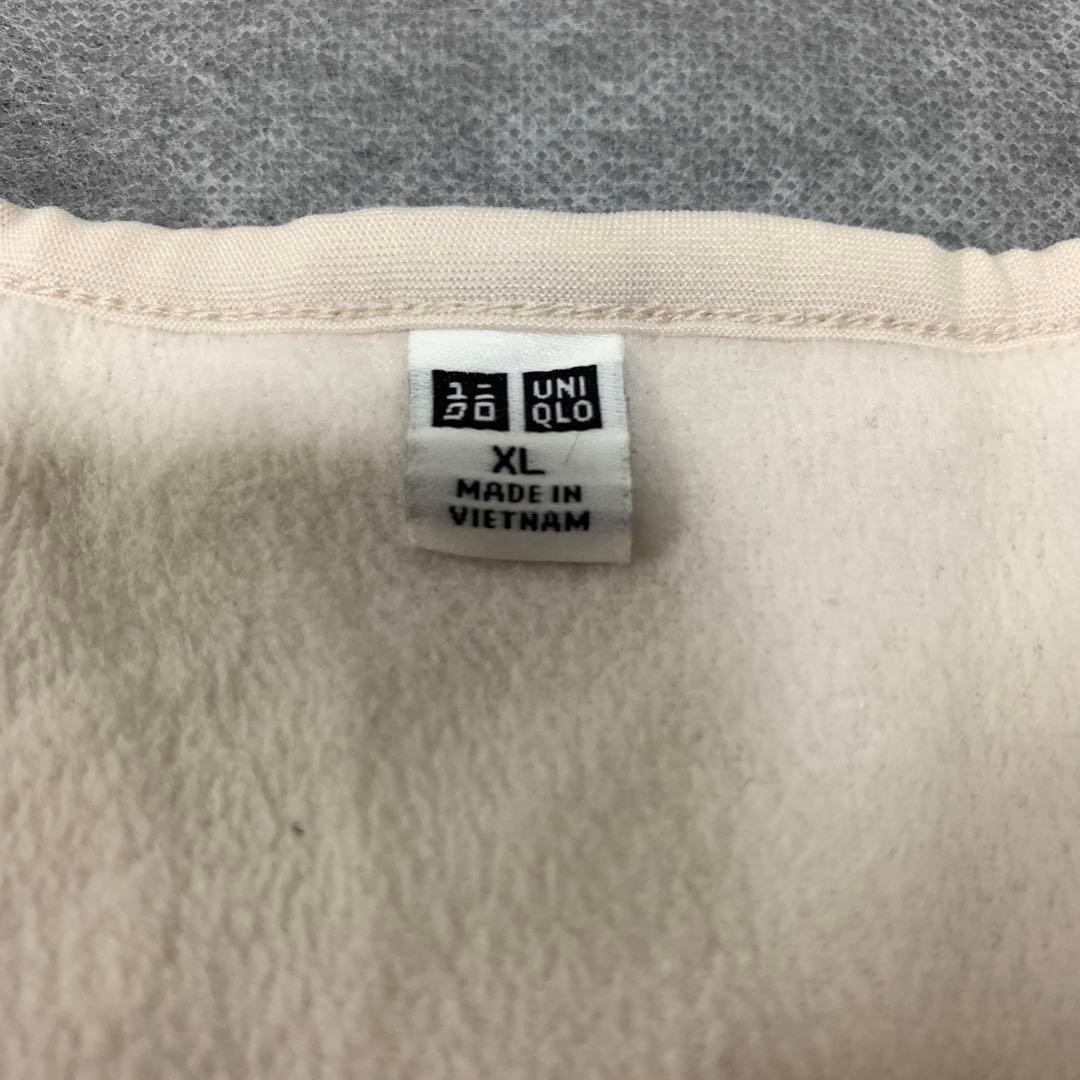 ユニ UNI
クロ QLO
XL
MADE IN
VIETNAM